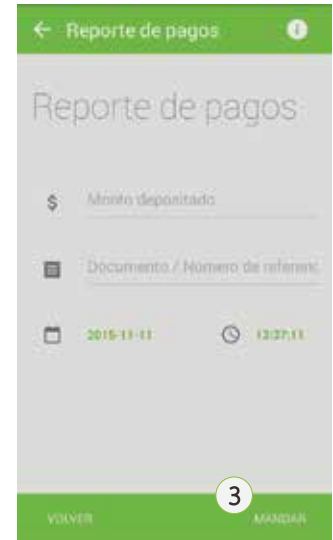 Reporte de pagos
Reporte de pagos
$ Monto depositado
Documento / Número de referenc
2015-11-11 12:37:11
3
VOLVER MANDAR